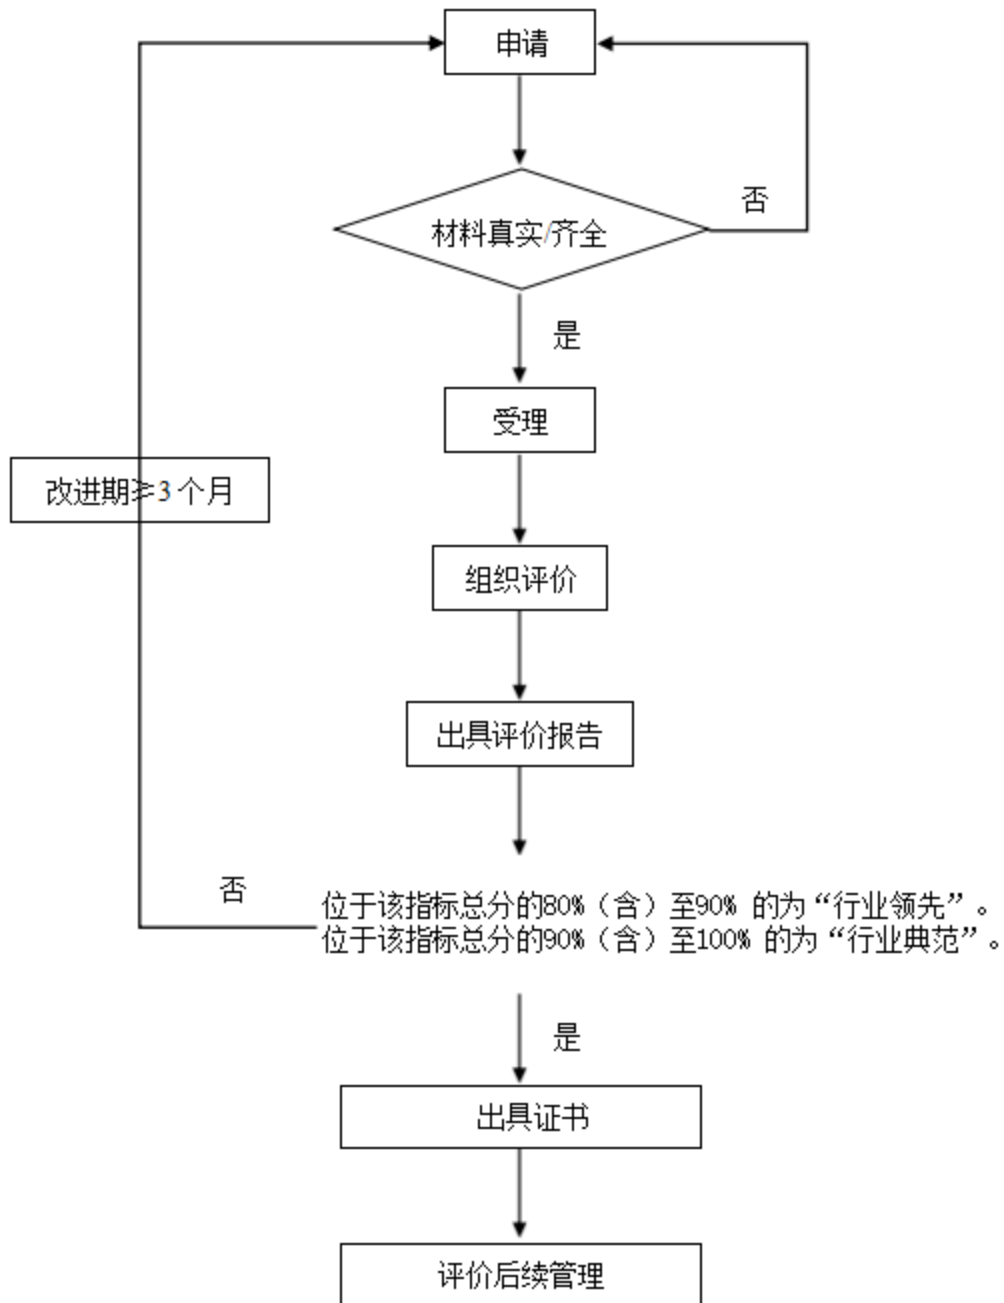 申请
材料真实/齐全
否
是
受理
改进期≥3个月
组织评价
出具评价报告
否
位于该指标总分的80%（含）至90% 的为“行业领先”。
位于该指标总分的90%（含）至100% 的为“行业典范”。
是
出具证书
评价后续管理